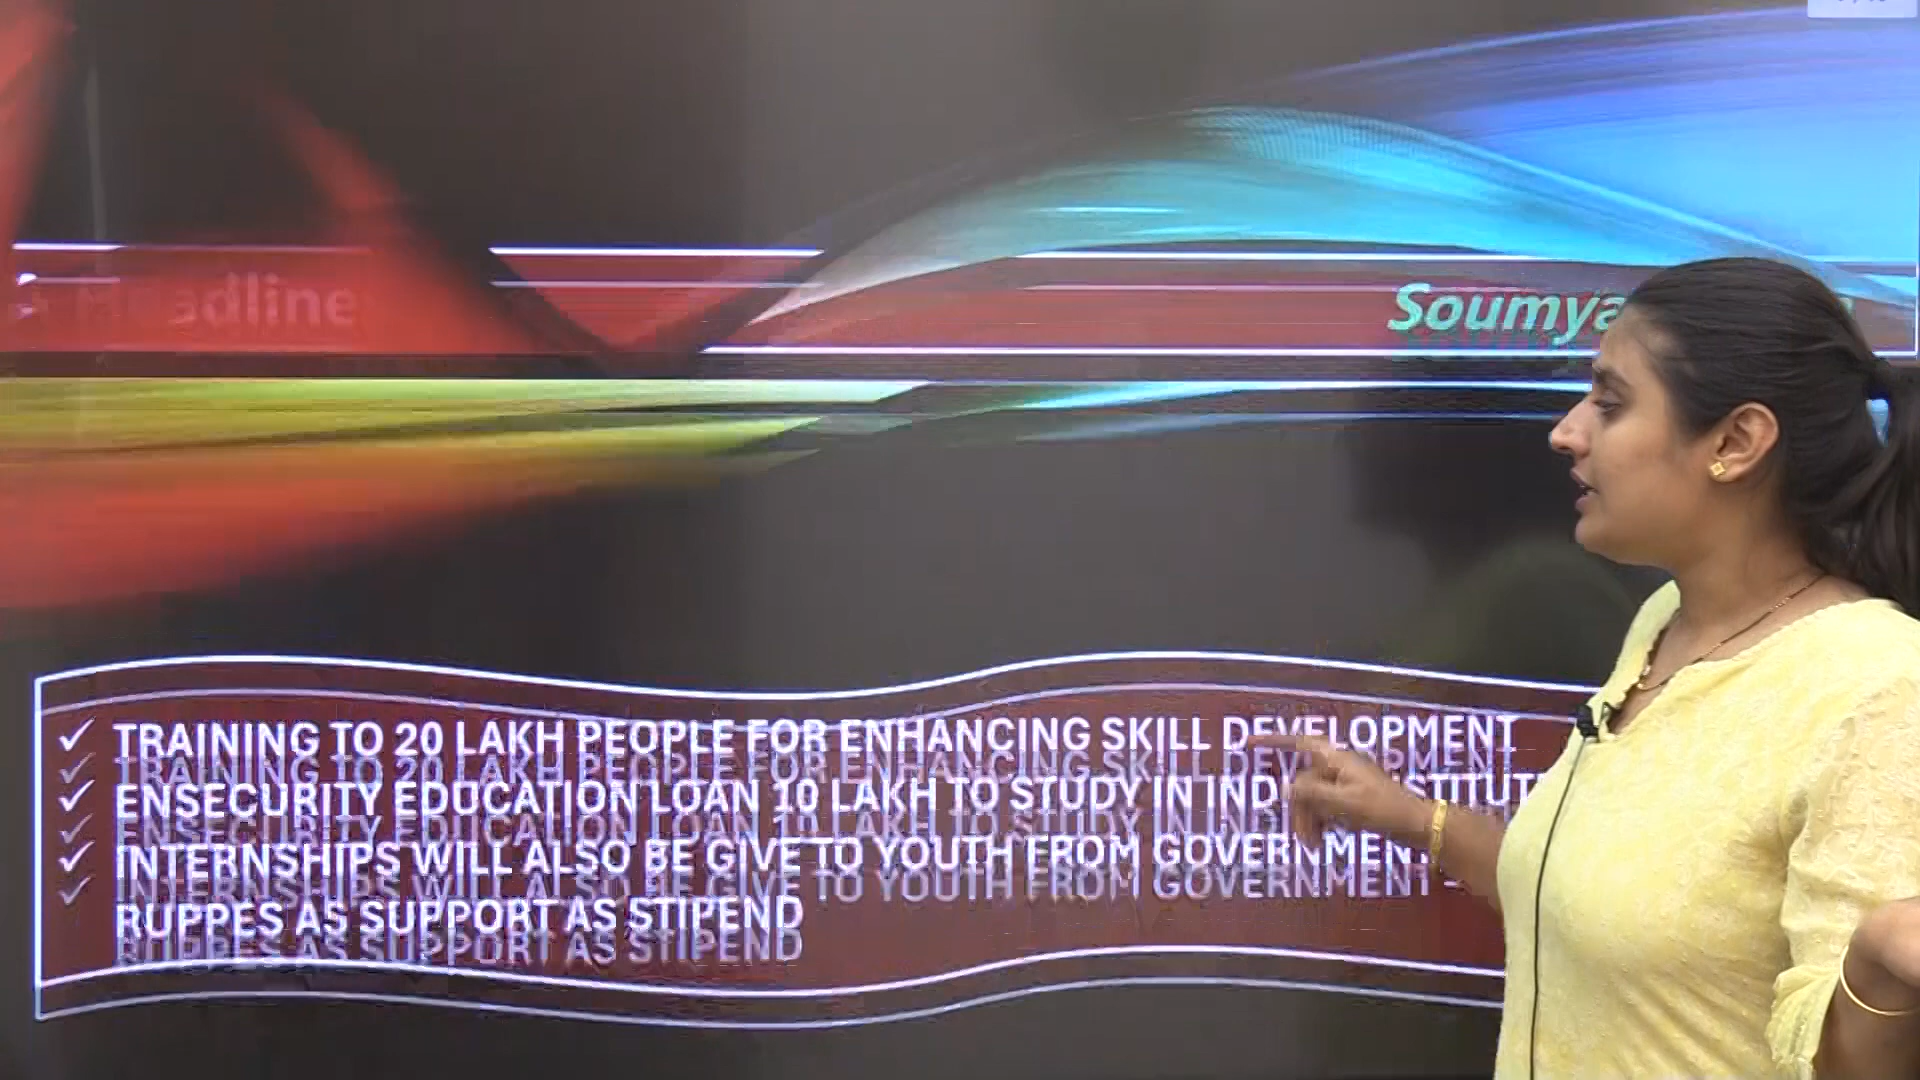 Headline
Soumya
TRAINING TO 20 LAKH PEOPLE FOR ENHANCING SKILL DEVELOPMENT
ENSECURITY EDUCATION LOAN 10 LAKH TO STUDY IN
INTERNSHIPS WILL ALSO BE GIVE TO YOUTH FROM GOVERNMENT -
RUPPES AS SUPPORT AS STIPEND